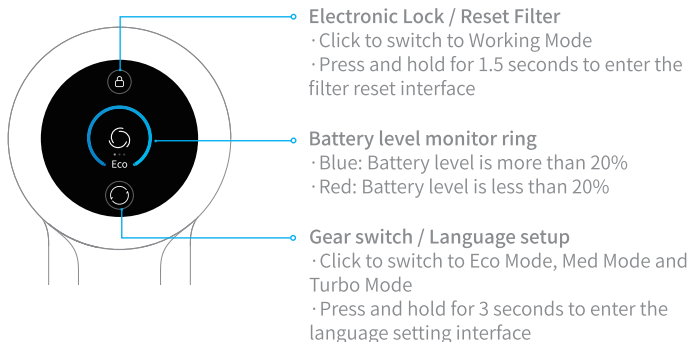 Electronic Lock / Reset Filter
·Click to switch to Working Mode
·Press and hold for 1.5 seconds to enter the
filter reset interface
Battery level monitor ring
·Blue: Battery level is more than 20%
·Red: Battery level is less than 20%
Eco
Gear switch / Language setup
·Click to switch to Eco Mode, Med Mode and
Turbo Mode
·Press and hold for 3 seconds to enter the
language setting interface